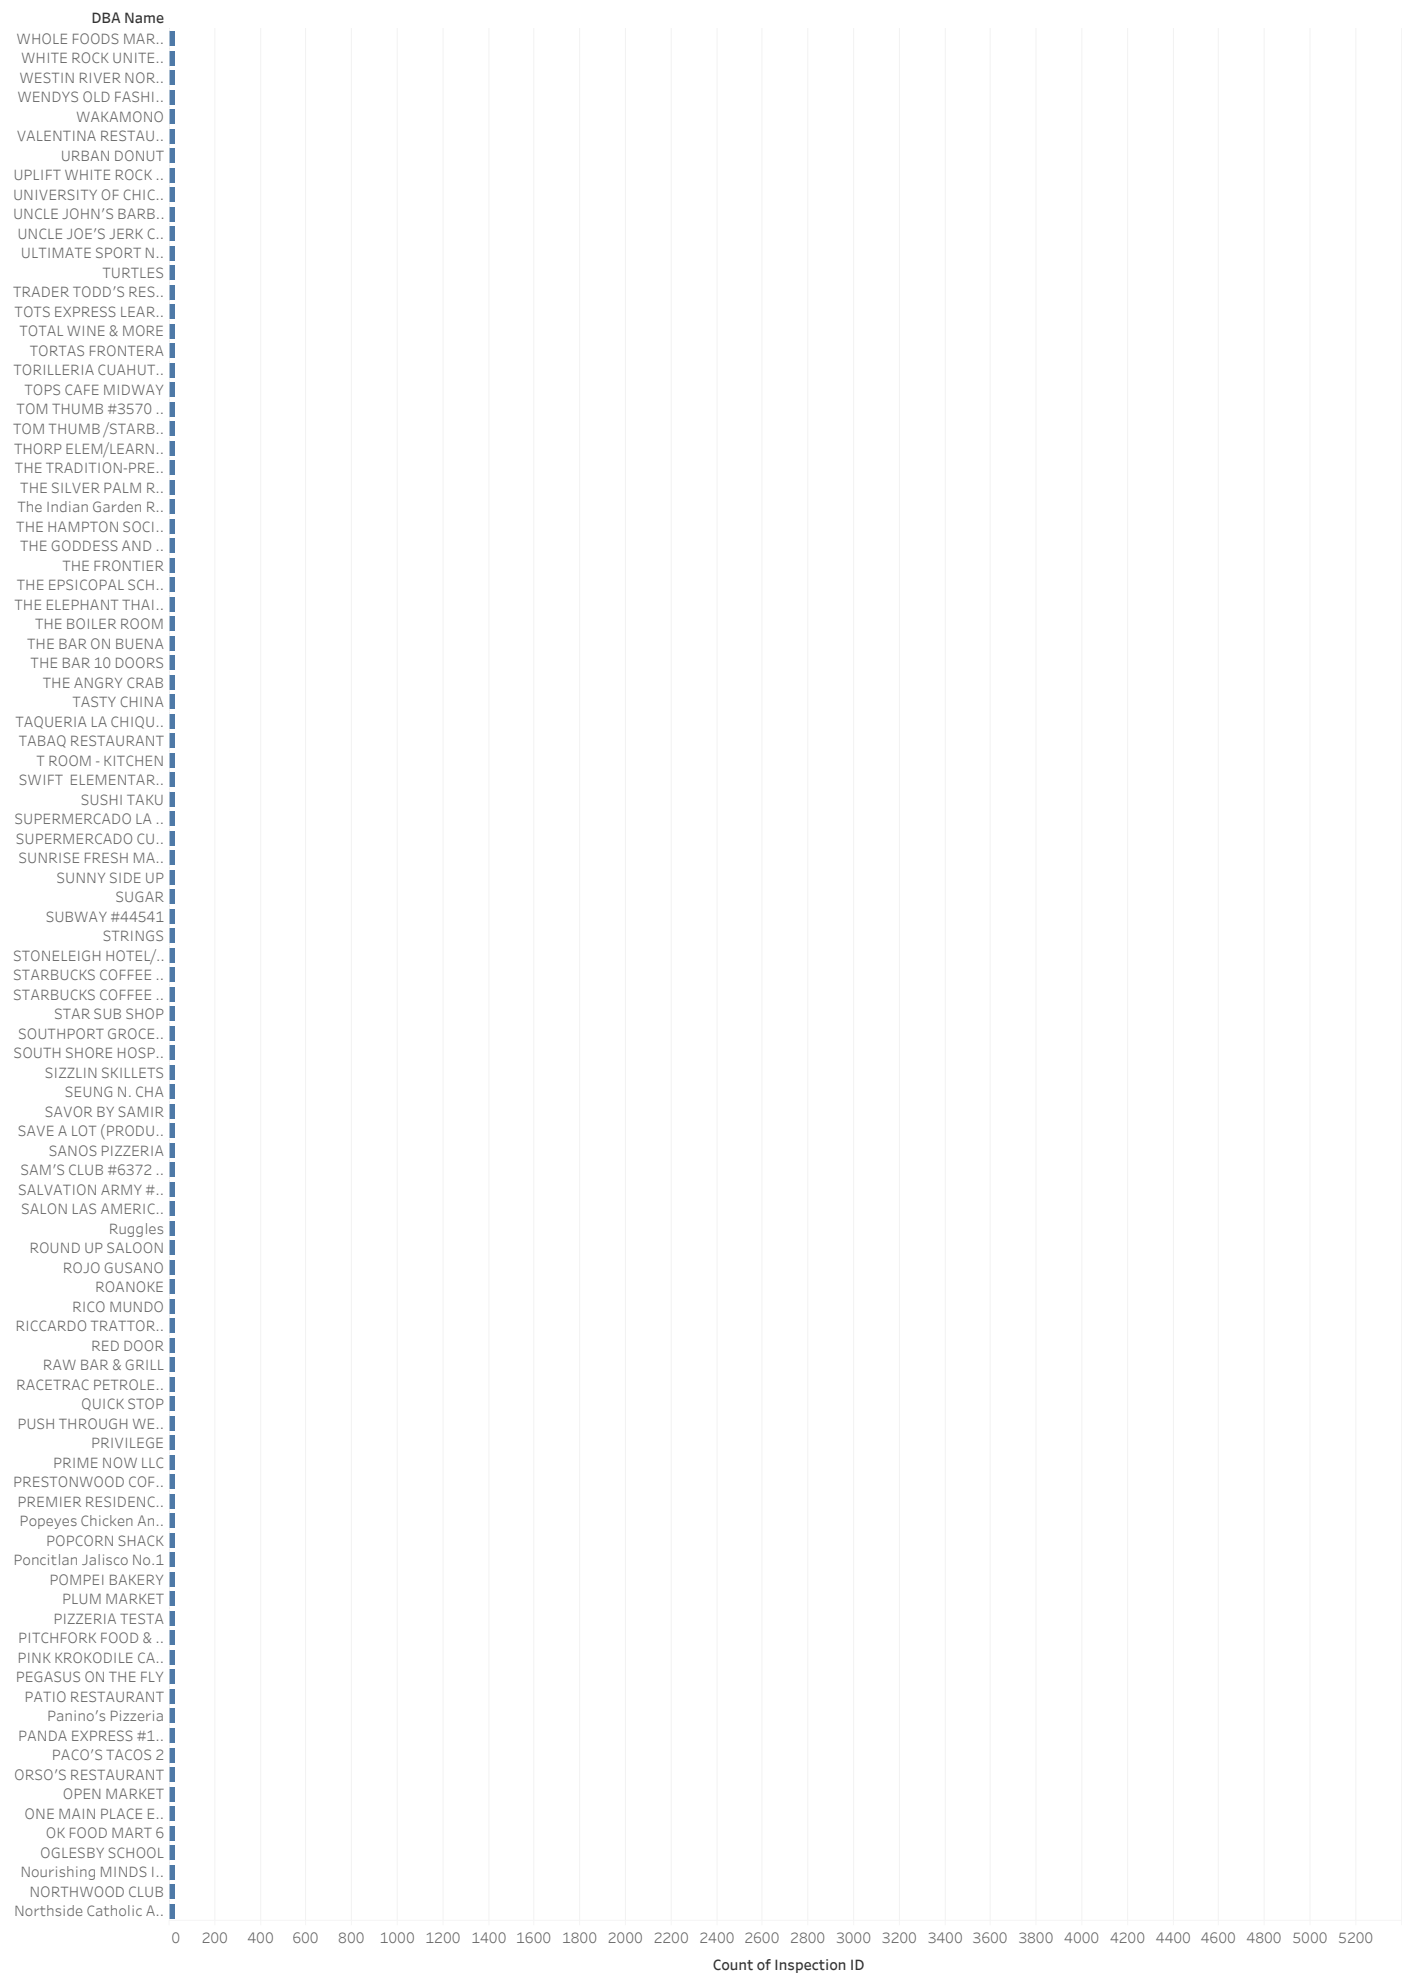 DBA Name
WHOLE FOODS MAR..
WHITE ROCK UNITE..
WESTIN RIVER NOR..
WENDYS OLD FASHI..
WAKAMONO
VALENTINA RESTAU..
URBAN DONUT
UPLIFT WHITE ROCK ..
UNIVERSITY OF CHIC..
UNCLE JOHN'S BARB..
UNCLE JOE'S JERK C..
ULTIMATE SPORT N..
TURTLES
TRADER TODD'S RES..
TOTS EXPRESS LEAR..
TOTAL WINE & MORE
TORTAS FRONTERA
TORILLERIA CUAHUT..
TOPS CAFE MIDWAY
TOM THUMB #3570 ..
TOM THUMB /STARB..
THORP ELEM/LEARN..
THE TRADITION-PRE..
THE SILVER PALM R..
The Indian Garden R..
THE HAMPTON SOCI..
THE GODDESS AND ..
THE FRONTIER
THE EPSICOPAL SCH..
THE ELEPHANT THAI..
THE BOILER ROOM
THE BAR ON BUENA
THE BAR 10 DOORS
THE ANGRY CRAB
TASTY CHINA
TAQUERIA LA CHIQU..
TABAQ RESTAURANT
T ROOM - KITCHEN
SWIFT  ELEMENTAR..
SUSHI TAKU
SUPERMERCADO LA ..
SUPERMERCADO CU..
SUNRISE FRESH MA..
SUNNY SIDE UP
SUGAR
SUBWAY #44541
STRINGS
STONELEIGH HOTEL/..
STARBUCKS COFFEE ..
STARBUCKS COFFEE ..
STAR SUB SHOP
SOUTHPORT GROCE..
SOUTH SHORE HOSP..
SIZZLIN SKILLETS
SEUNG N. CHA
SAVOR BY SAMIR
SAVE A LOT (PRODU..
SANOS PIZZERIA
SAM'S CLUB #6372 ..
SALVATION ARMY #..
SALON LAS AMERIC..
Ruggles
ROUND UP SALOON
ROJO GUSANO
ROANOKE
RICO MUNDO
RICCARDO TRATTOR..
RED DOOR
RAW BAR & GRILL
RACETRAC PETROLE..
QUICK STOP
PUSH THROUGH WE..
PRIVILEGE
PRIME NOW LLC
PRESTONWOOD COF..
PREMIER RESIDENC..
Popeyes Chicken An..
POPCORN SHACK
Poncitlan Jalisco No.1
POMPEI BAKERY
PLUM MARKET
PIZZERIA TESTA
PITCHFORK FOOD & ..
PINK KROKODILE CA..
PEGASUS ON THE FLY
PATIO RESTAURANT
Panino's Pizzeria
PANDA EXPRESS #1..
PACO'S TACOS 2
ORSO'S RESTAURANT
OPEN MARKET
ONE MAIN PLACE E..
OK FOOD MART 6
OGLESBY SCHOOL
Nourishing MINDS I..
NORTHWOOD CLUB
Northside Catholic A..
0 200 400 600 800 1000 1200 1400 1600 1800 2000 2200 2400 2600 2800 3000 3200 3400 3600 3800 4000 4200 4400 4600 4800 5000 5200
Count of Inspection ID